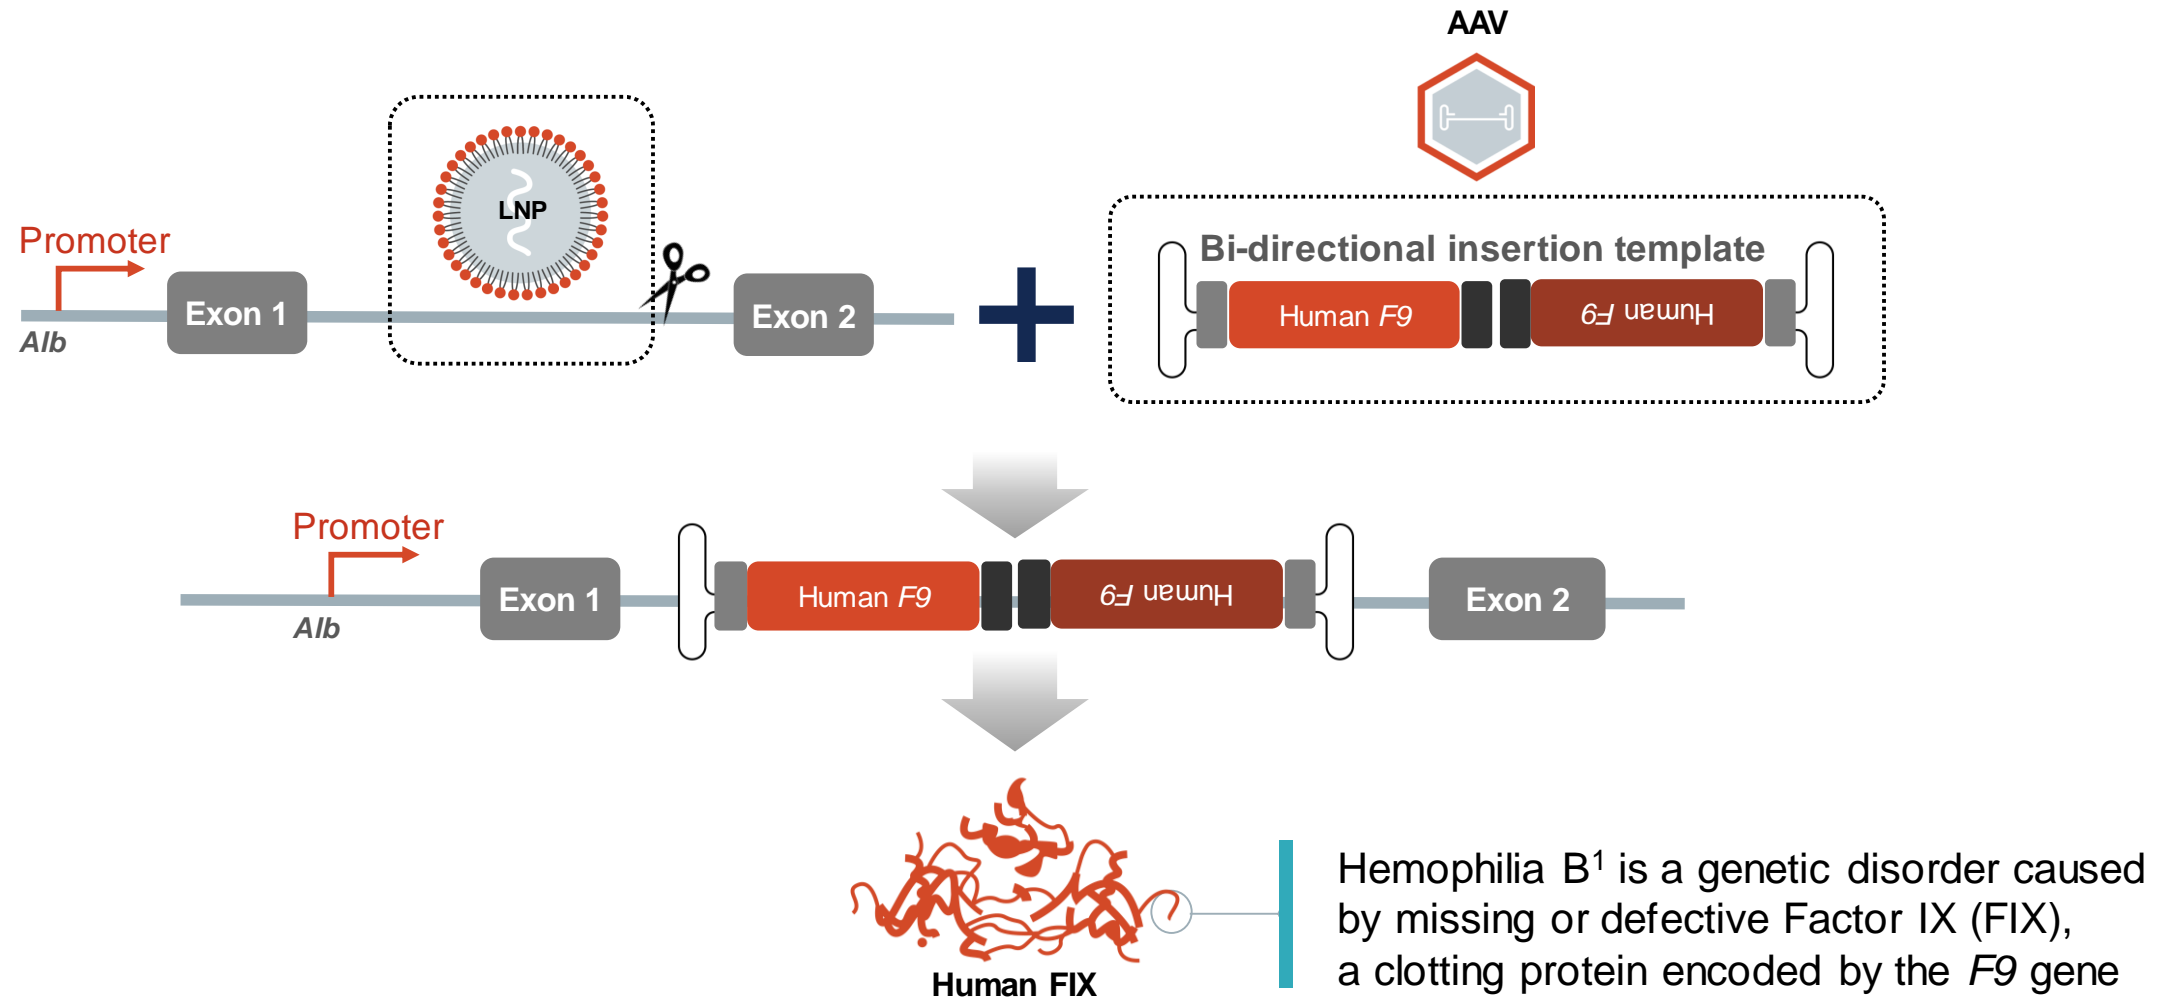 AAV
LNP
Promoter
Exon 1
Exon 2
Alb
Bi-directional insertion template
Human F9
Human F9
Promoter
Exon 1
Human F9
Human F9
Exon 2
Alb
Human FIX
Hemophilia B¹ is a genetic disorder caused
by missing or defective Factor IX (FIX),
a clotting protein encoded by the F9 gene